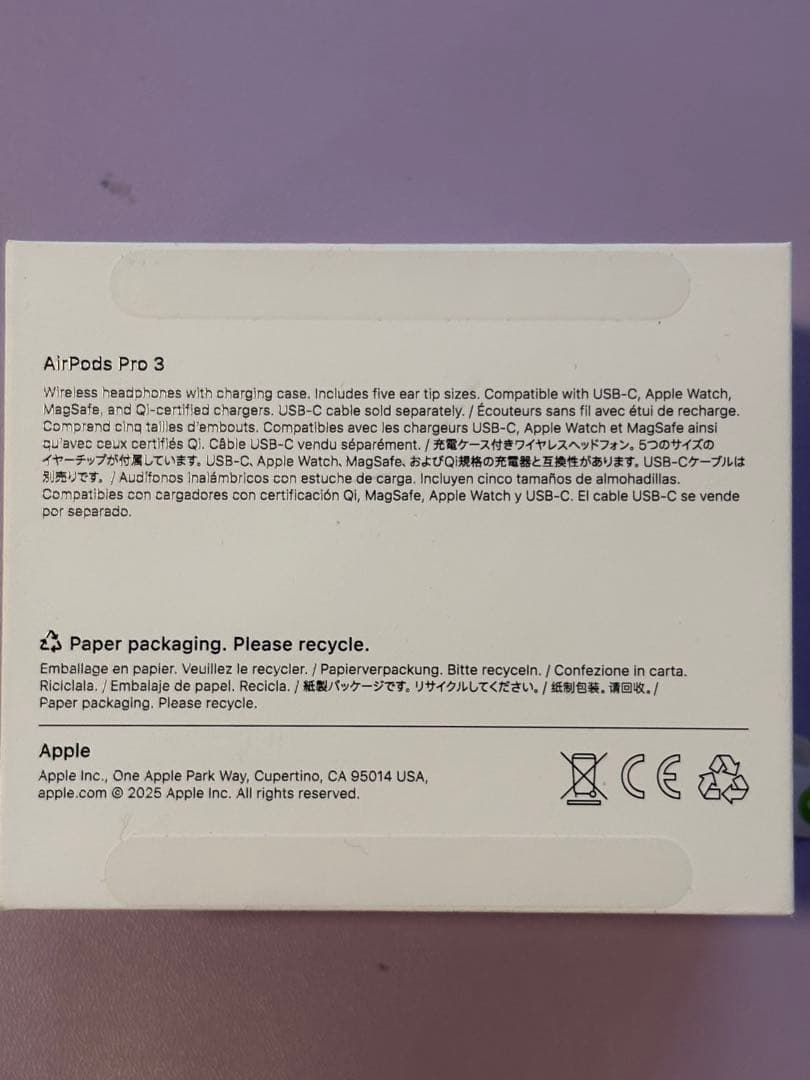 AirPods Pro 3
Wireless headphones with charging case. Includes five ear tip sizes. Compatible with USB-C, Apple Watch,
MagSafe, and Qi-certified chargers. USB-C cable sold separately. / Écouteurs sans fil avec étui de recharge.
Comprend cinq tailles d'embouts. Compatibles avec les chargeurs USB-C, Apple Watch et MagSafe ainsi
qu'avec ceux certifiés Qi. Câble USB-C vendu séparément. / 充電ケース付きワイヤレスヘッドフォン。5つのサイズの
イヤーチップが付属しています。USB-C、Apple Watch、MagSafe、およびQi規格の充電器と互換性があります。USB-Cケーブルは
別売りです。/ Audífonos inalámbricos con estuche de carga. Incluyen cinco tamaños de almohadillas.
Compatibles con cargadores con certificación Qi, MagSafe, Apple Watch y USB-C. El cable USB-C se vende
por separado.
Paper packaging. Please recycle.
Emballage en papier. Veuillez le recycler. / Papierverpackung. Bitte recyceln. / Confezione in carta.
Riciclala. / Embalaje de papel. Recicla. / 紙製パッケージです。リサイクルしてください。/ 纸制包装。请回收。/
Paper packaging. Please recycle.
Apple
Apple Inc., One Apple Park Way, Cupertino, CA 95014 USA,
apple.com © 2025 Apple Inc. All rights reserved.
CE